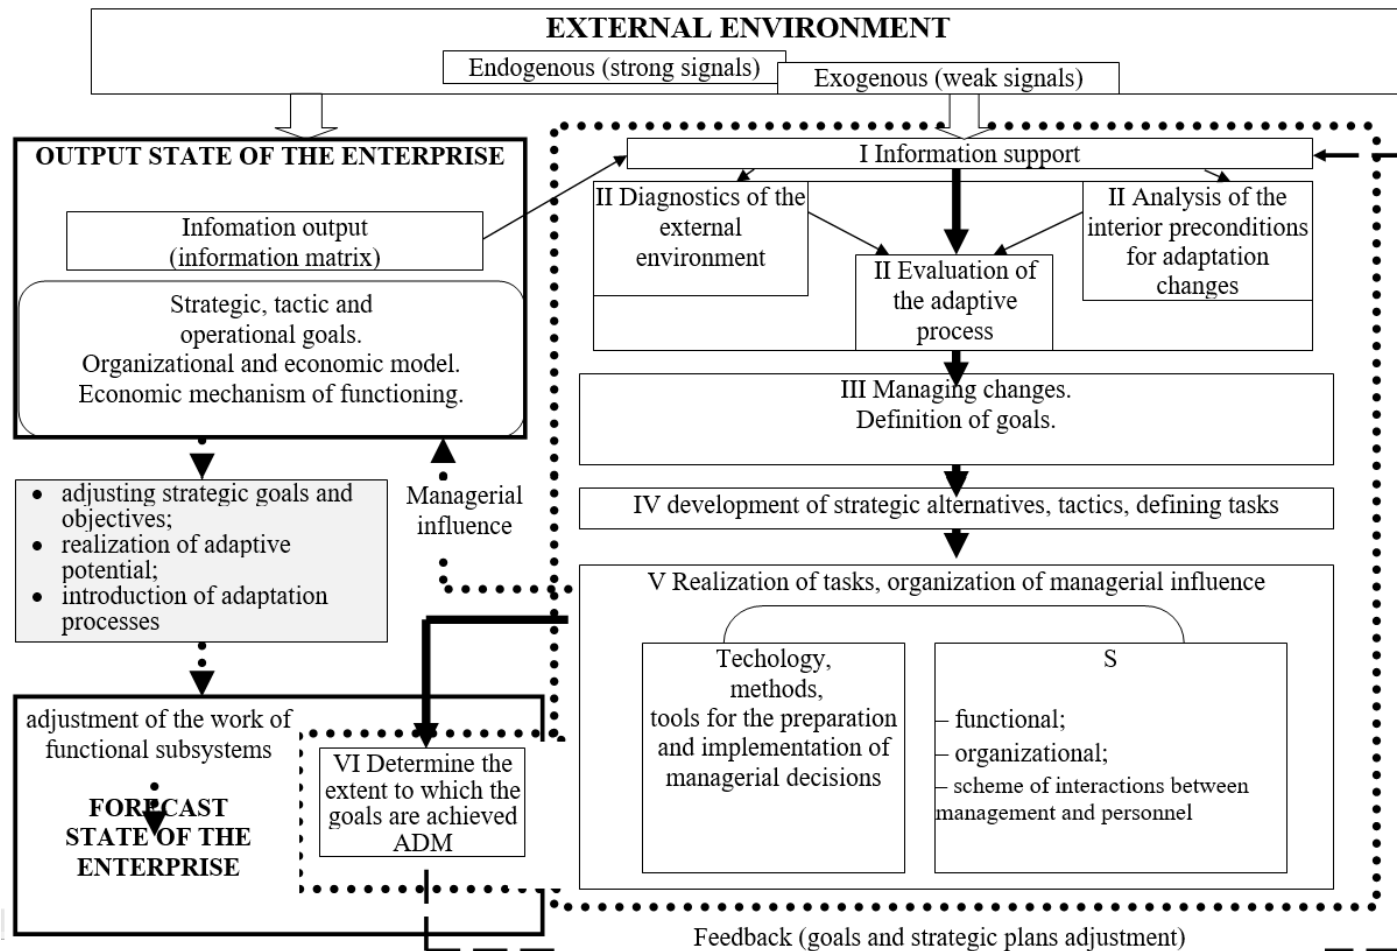 EXTERNAL ENVIRONMENT
Endogenous (strong signals)
Exogenous (weak signals)
OUTPUT STATE OF THE ENTERPRISE
Infomation output
(information matrix)
Strategic, tactic and
operational goals.
Organizational and economic model.
Economic mechanism of functioning.
• adjusting strategic goals and
objectives;
• realization of adaptive
potential;
• introduction of adaptation
processes
Managerial
influence
adjustment of the work of
functional subsystems
FORECAST
STATE OF THE
ENTERPRISE
VI Determine the
extent to which the
goals are achieved
ADM
I Information support
II Diagnostics of the
external
environment
II Evaluation of
the adaptive
process
II Analysis of the
interior preconditions
for adaptation
changes
III Managing changes.
Definition of goals.
IV development of strategic alternatives, tactics, defining tasks
V Realization of tasks, organization of managerial influence
Techology,
methods,
tools for the preparation
and implementation of
managerial decisions
S
– functional;
– organizational;
– scheme of interactions between
management and personnel
Feedback (goals and strategic plans adjustment)